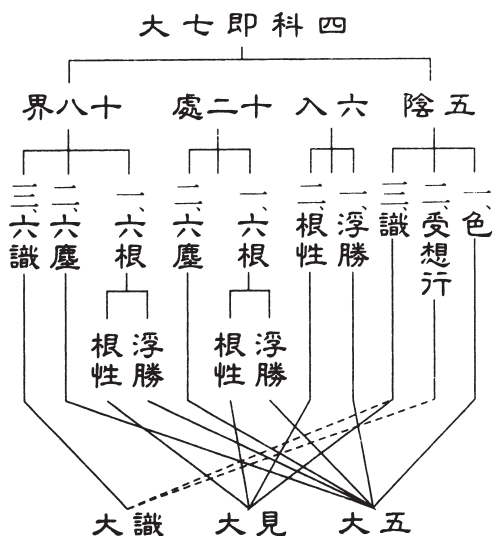 四科即七大
五陰
六入
十二處
十八界
一、色
二、受想行
三、識
一、浮勝
二、根性
一、六根
二、六塵
一、六根
二、六塵
三、六識
浮勝
根性
浮勝
根性
五大
見大
識大